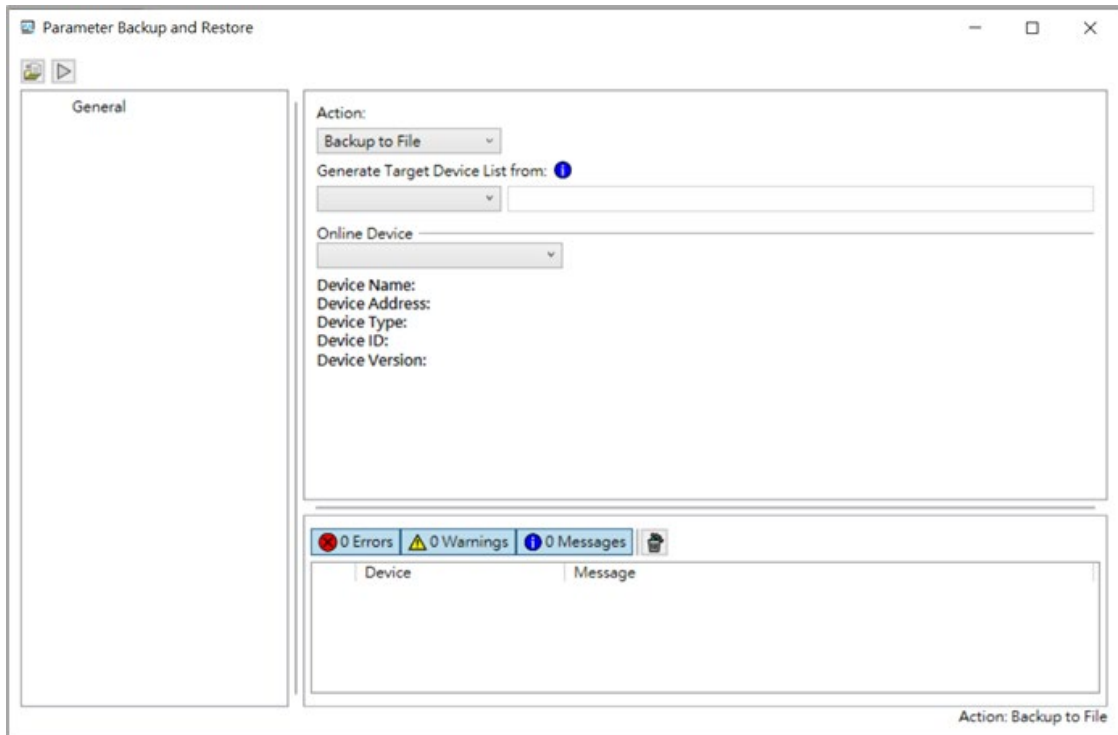 Parameter Backup and Restore
General
Action:
Backup to File
Generate Target Device List from:
Online Device
Device Name:
Device Address:
Device Type:
Device ID:
Device Version:
0 Errors 0 Warnings 0 Messages
Device Message
Action: Backup to File